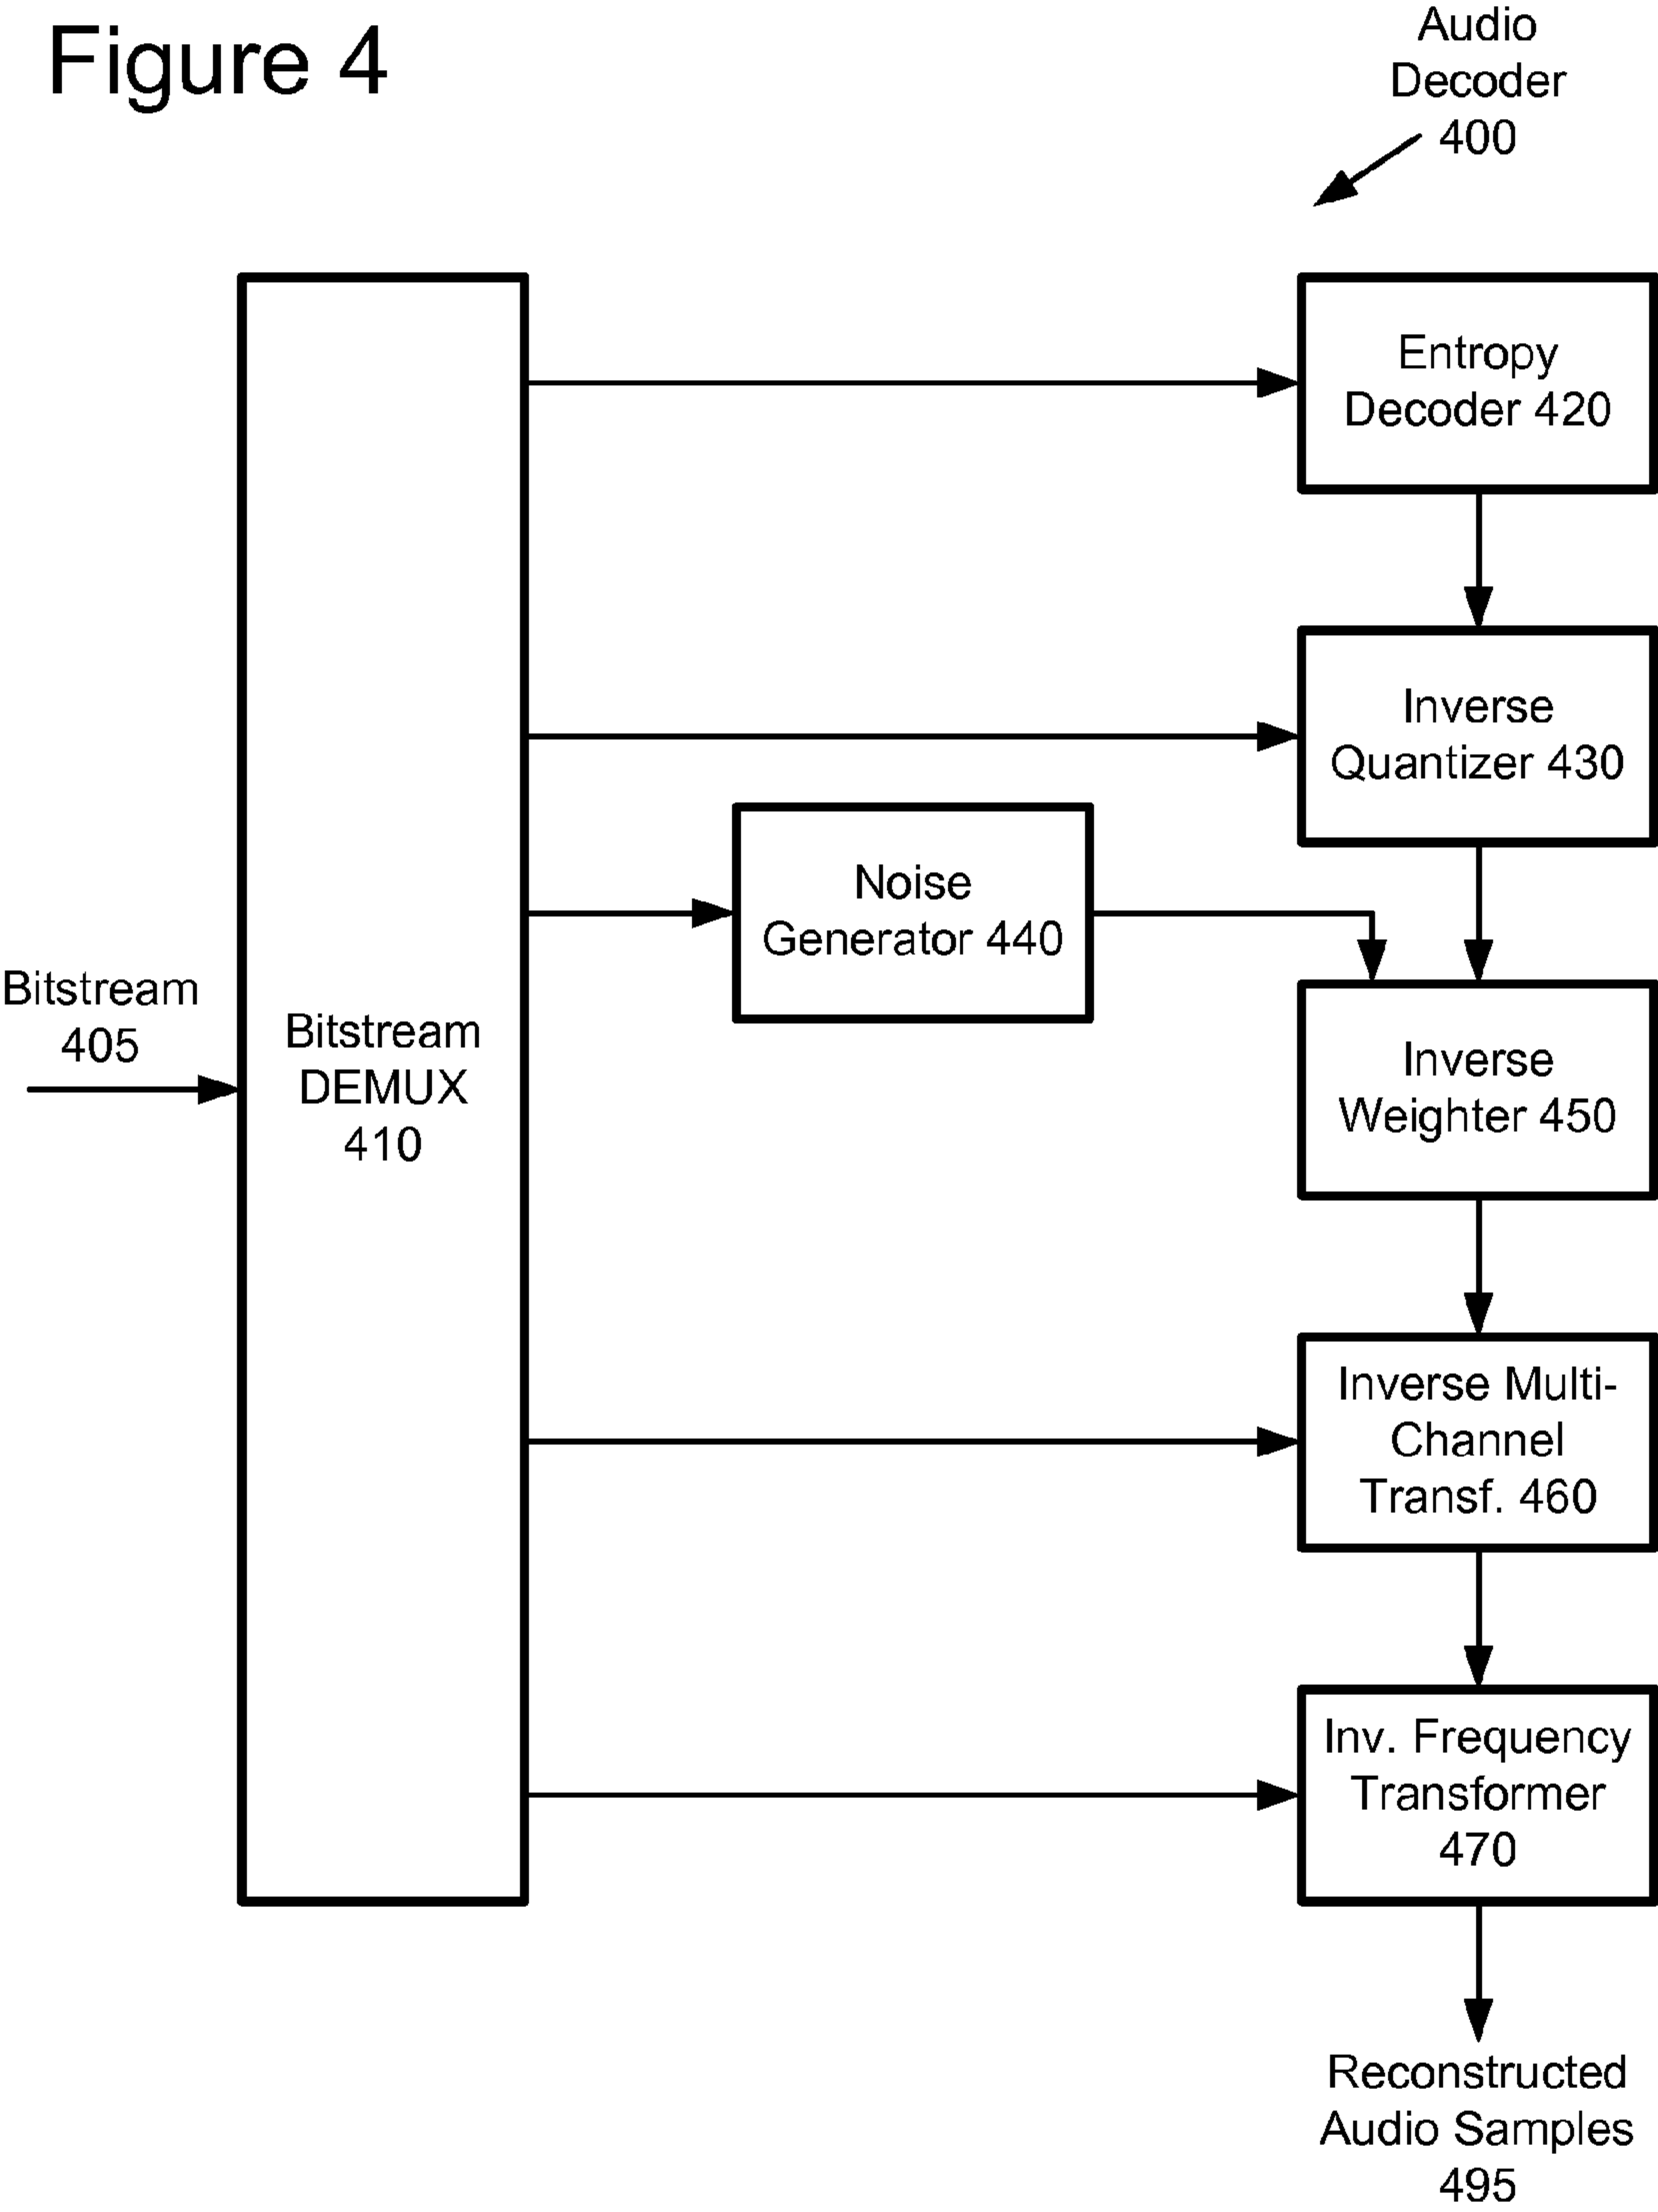 Figure 4
Audio
Decoder
400
Entropy
Decoder 420
Inverse
Quantizer 430
Noise
Generator 440
Bitstream
405
Bitstream
DEMUX
410
Inverse
Weighter 450
Inverse Multi-
Channel
Transf. 460
Inv. Frequency
Transformer
470
Reconstructed
Audio Samples
495